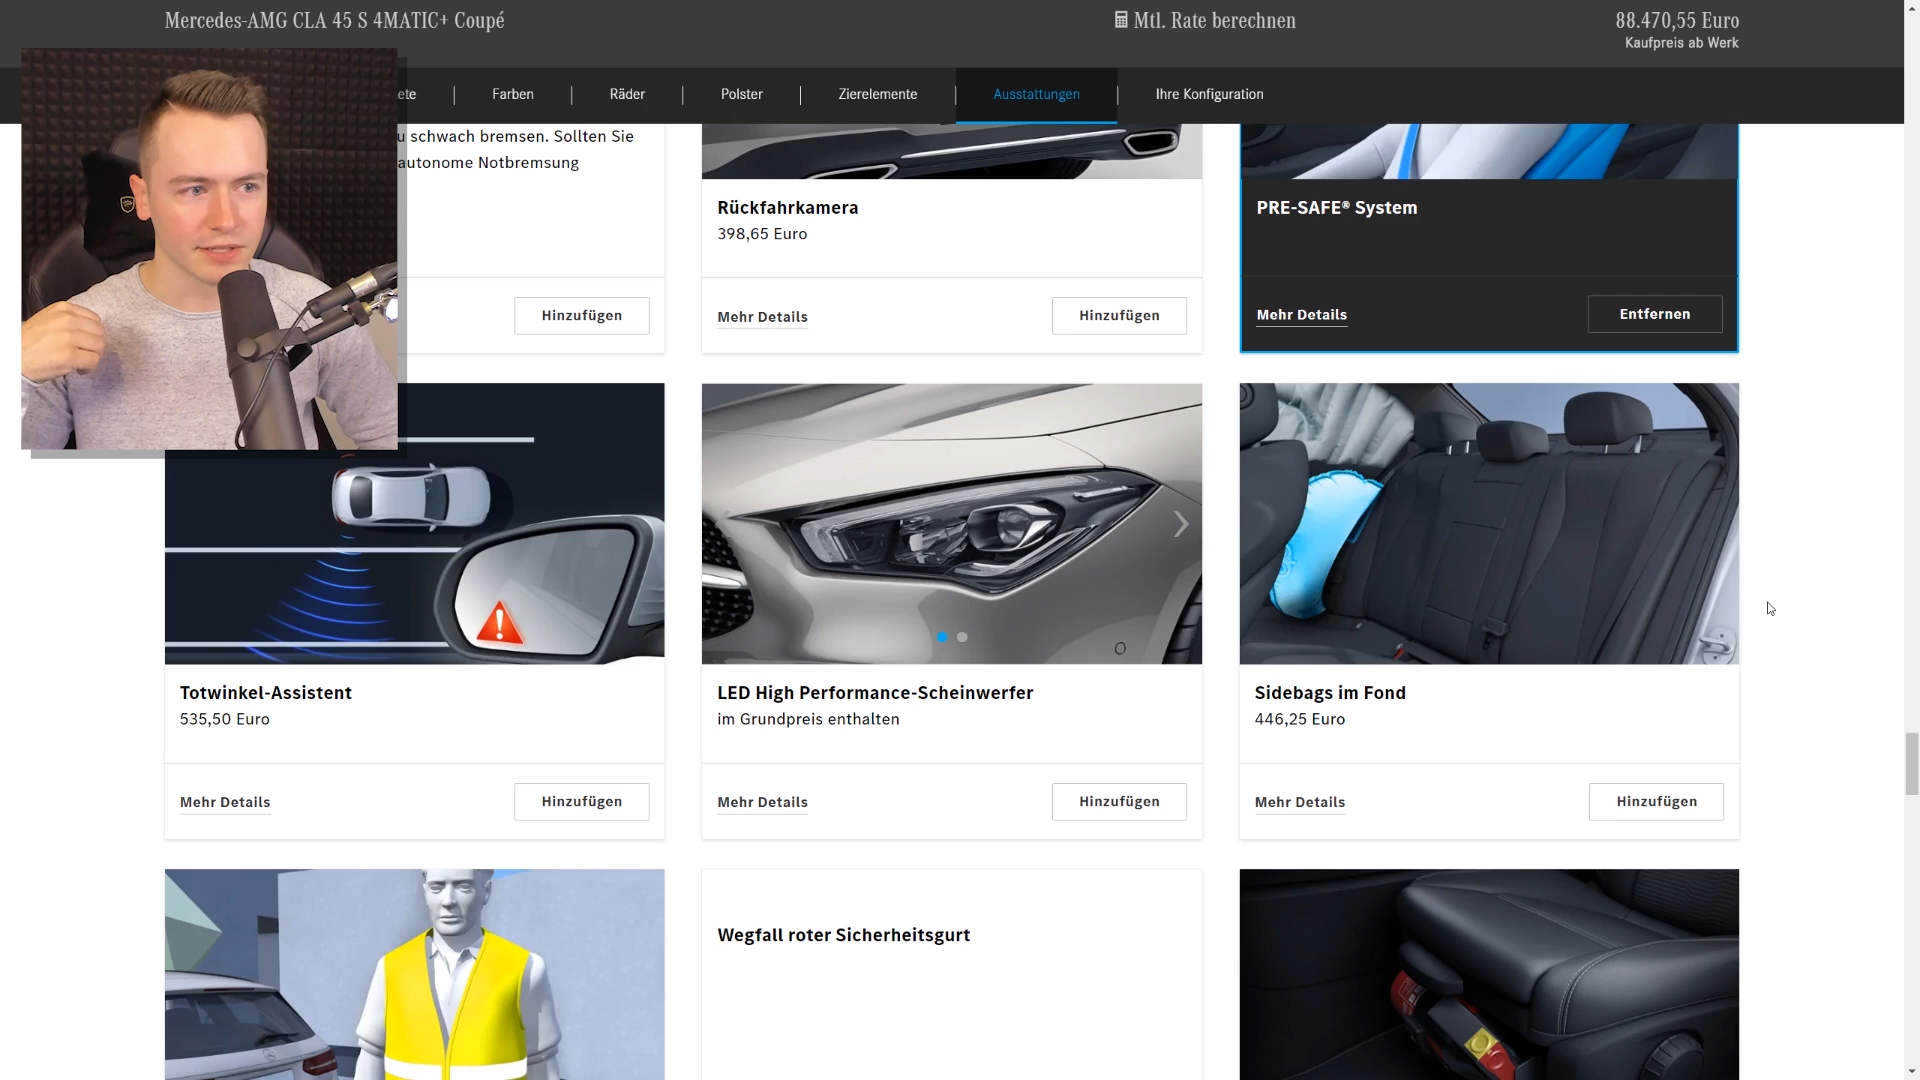 Mercedes-AMG CLA 45 S 4MATIC+ Coupé
Mtl. Rate berechnen
88.470,55 Euro
Kaufpreis ab Werk
ete
Farben
Räder
Polster
Zierelemente
Ausstattungen
Ihre Konfiguration
u schwach bremsen. Sollten Sie
autonome Notbremsung
Hinzufügen
Rückfahrkamera
398,65 Euro
Mehr Details
Hinzufügen
PRE-SAFE® System
Mehr Details
Entfernen
Totwinkel-Assistent
535,50 Euro
Mehr Details
Hinzufügen
LED High Performance-Scheinwerfer
im Grundpreis enthalten
Mehr Details
Hinzufügen
Sidebags im Fond
446,25 Euro
Mehr Details
Hinzufügen
Wegfall roter Sicherheitsgurt